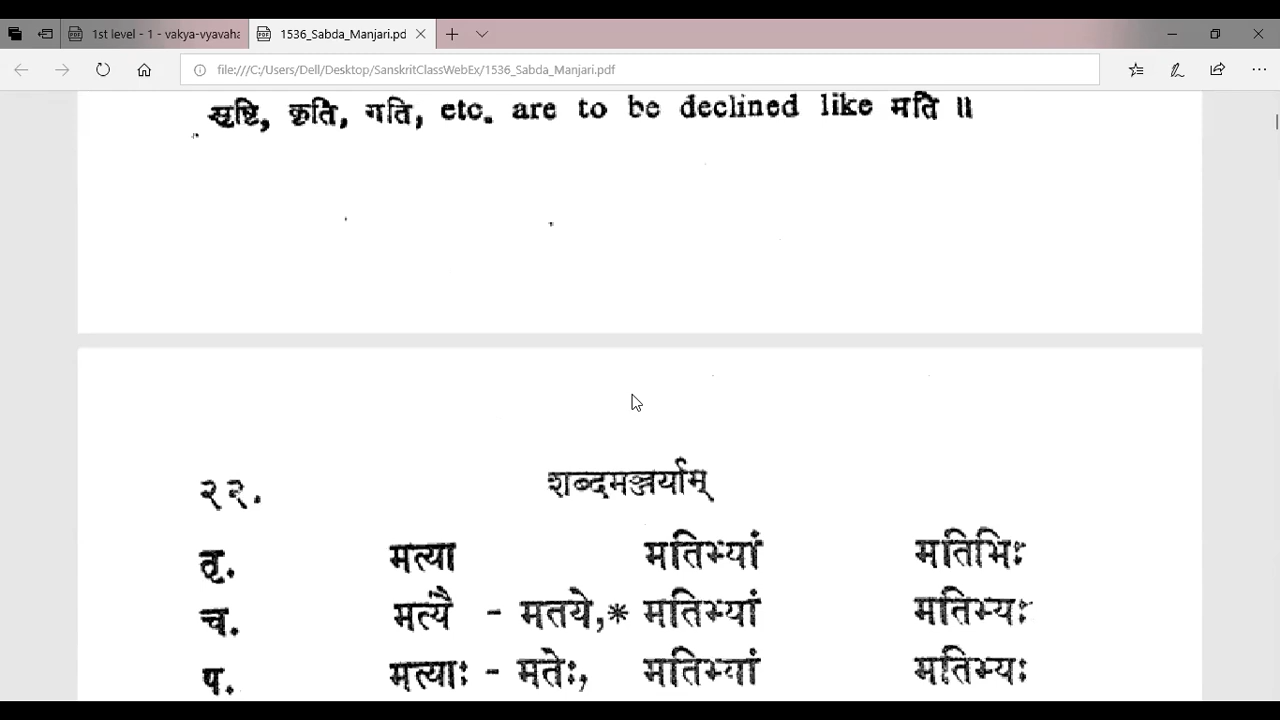 1st level - 1 - vakya-vyavaha
1536_Sabda_Manjari.pd
file:///C:/Users/Dell/Desktop/SanskritClassWebEx/1536_Sabda_Manjari.pdf
सृष्टि, कृति, गति, etc. are to be declined like मति ॥
२२. शब्दमञ्जर्याम्
तृ. मत्या मतिभ्यां मतिभिः
च. मत्यै - मतये,* मतिभ्यां मतिभ्यः
प. मत्याः - मतेः, मतिभ्यां मतिभ्यः